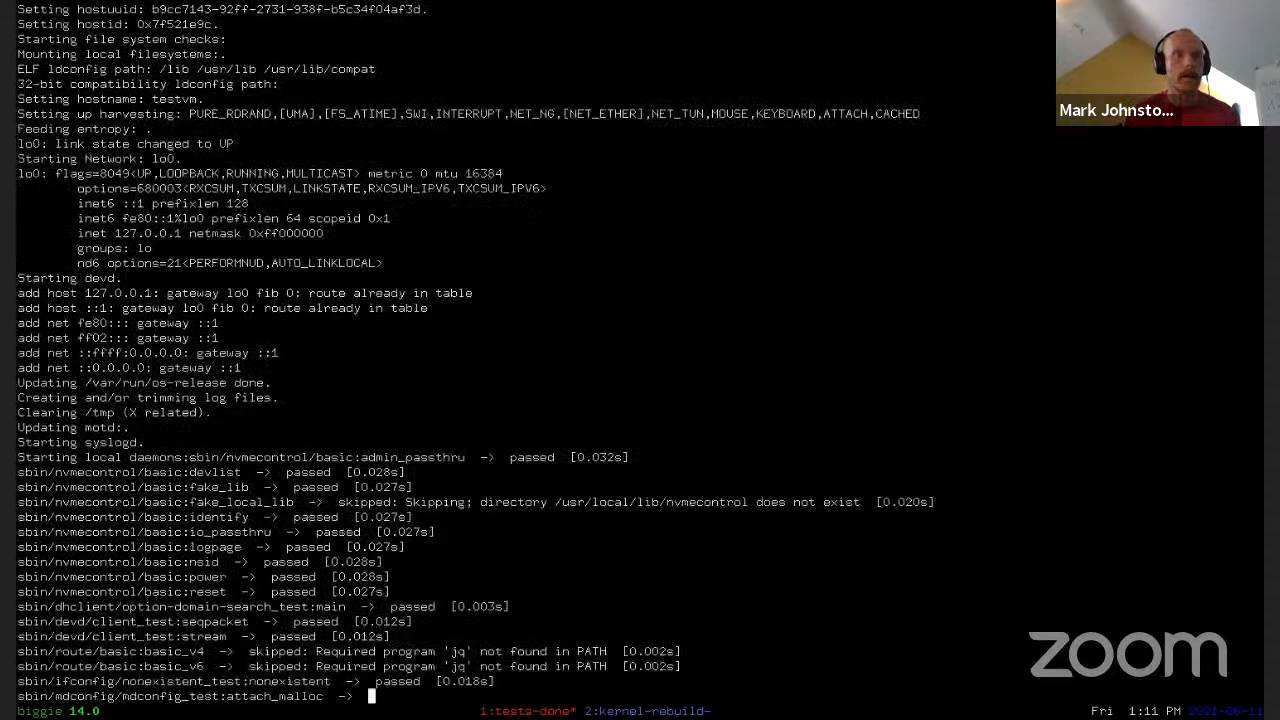 Setting hostuuid: b9cc7143-92ff-2731-938f-b5c34f04af3d.
Setting hostid: 0x7f521e9c.
Starting file system checks:
Mounting local filesystems:.
ELF ldconfig path: /lib /usr/lib /usr/lib/compat
32-bit compatibility ldconfig path:
Setting hostname: testvm.
Setting up harvesting: PURE_RDRAND,[UMA],[FS_ATIME],SWI,INTERRUPT,NET_NG,[NET_ETHER],NET_TUN,MOUSE,KEYBOARD,ATTACH,CACHED
Feeding entropy: .
lo0: link state changed to UP
Starting Network: lo0.
lo0: flags=8049<UP,LOOPBACK,RUNNING,MULTICAST> metric 0 mtu 16384
options=680003<RXCSUM,TXCSUM,LINKSTATE,RXCSUM_IPV6,TXCSUM_IPV6>
inet6 ::1 prefixlen 128
inet6 fe80::1%lo0 prefixlen 64 scopeid 0x1
inet 127.0.0.1 netmask 0xff000000
groups: lo
nd6 options=21<PERFORMNUD,AUTO_LINKLOCAL>
Starting devd.
add host 127.0.0.1: gateway lo0 fib 0: route already in table
add host ::1: gateway lo0 fib 0: route already in table
add net fe80::: gateway ::1
add net ff02::: gateway ::1
add net ::ffff:0.0.0.0: gateway ::1
add net ::0.0.0.0: gateway ::1
Updating /var/run/os-release done.
Creating and/or trimming log files.
Clearing /tmp (X related).
Updating motd:.
Starting syslogd.
Starting local daemons:sbin/nvmecontrol/basic:admin_passthru -> passed [0.032s]
sbin/nvmecontrol/basic:devlist -> passed [0.028s]
sbin/nvmecontrol/basic:fake_lib -> passed [0.027s]
sbin/nvmecontrol/basic:fake_local_lib -> skipped: Skipping; directory /usr/local/lib/nvmecontrol does not exist [0.020s]
sbin/nvmecontrol/basic:identify -> passed [0.027s]
sbin/nvmecontrol/basic:io_passthru -> passed [0.027s]
sbin/nvmecontrol/basic:logpage -> passed [0.027s]
sbin/nvmecontrol/basic:nsid -> passed [0.028s]
sbin/nvmecontrol/basic:power -> passed [0.028s]
sbin/nvmecontrol/basic:reset -> passed [0.027s]
sbin/dhclient/option-domain-search_test:main -> passed [0.003s]
sbin/devd/client_test:seqpacket -> passed [0.012s]
sbin/devd/client_test:stream -> passed [0.012s]
sbin/route/basic:basic_v4 -> skipped: Required program 'jq' not found in PATH [0.002s]
sbin/route/basic:basic_v6 -> skipped: Required program 'jq' not found in PATH [0.002s]
sbin/ifconfig/nonexistent_test:nonexistent -> passed [0.018s]
sbin/mdconfig/mdconfig_test:attach_malloc ->
biggie 14.0 1:tests-done* 2:kernel-rebuild- Fri 1:11 PM 2021-06-11
Mark Johnsto...
zoom